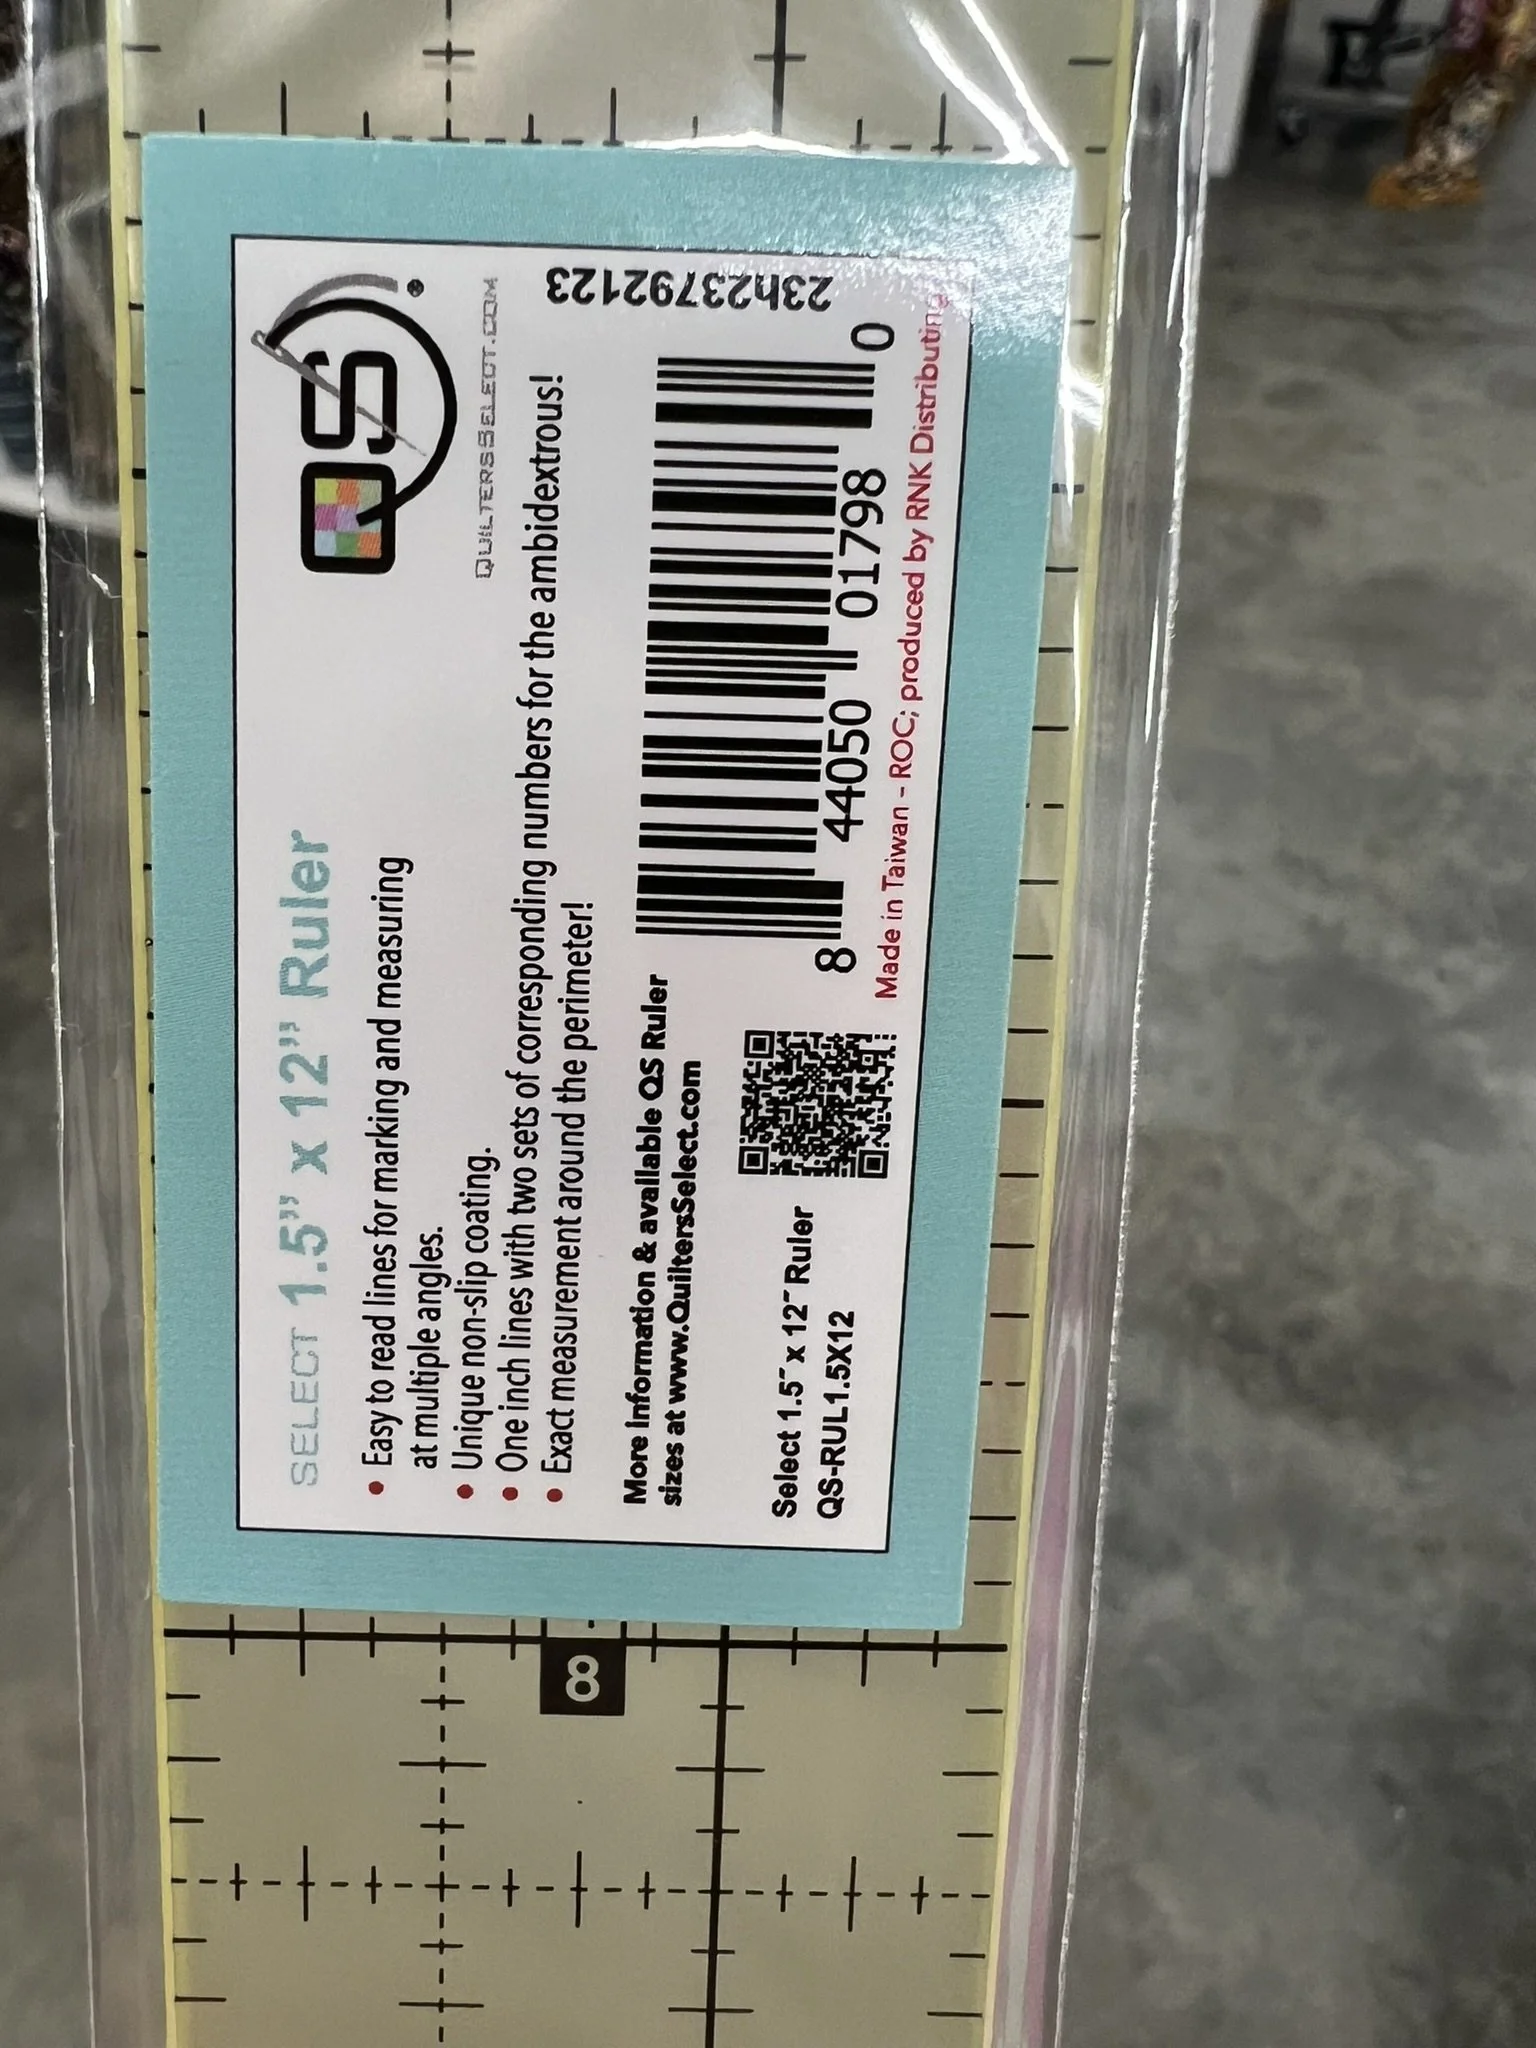 SELECT 1.5” x 12” Ruler
QS
QUILTERSSELECT.COM
• Easy to read lines for marking and measuring
at multiple angles.
• Unique non-slip coating.
• One inch lines with two sets of corresponding numbers for the ambidextrous!
• Exact measurement around the perimeter!
More Information & available QS Ruler
sizes at www.QuiltersSelect.com
Select 1.5" x 12" Ruler
QS-RUL1.5X12
8 44050 01798 0
Made in Taiwan - ROC; produced by RNK Distributing
23h23792123
8